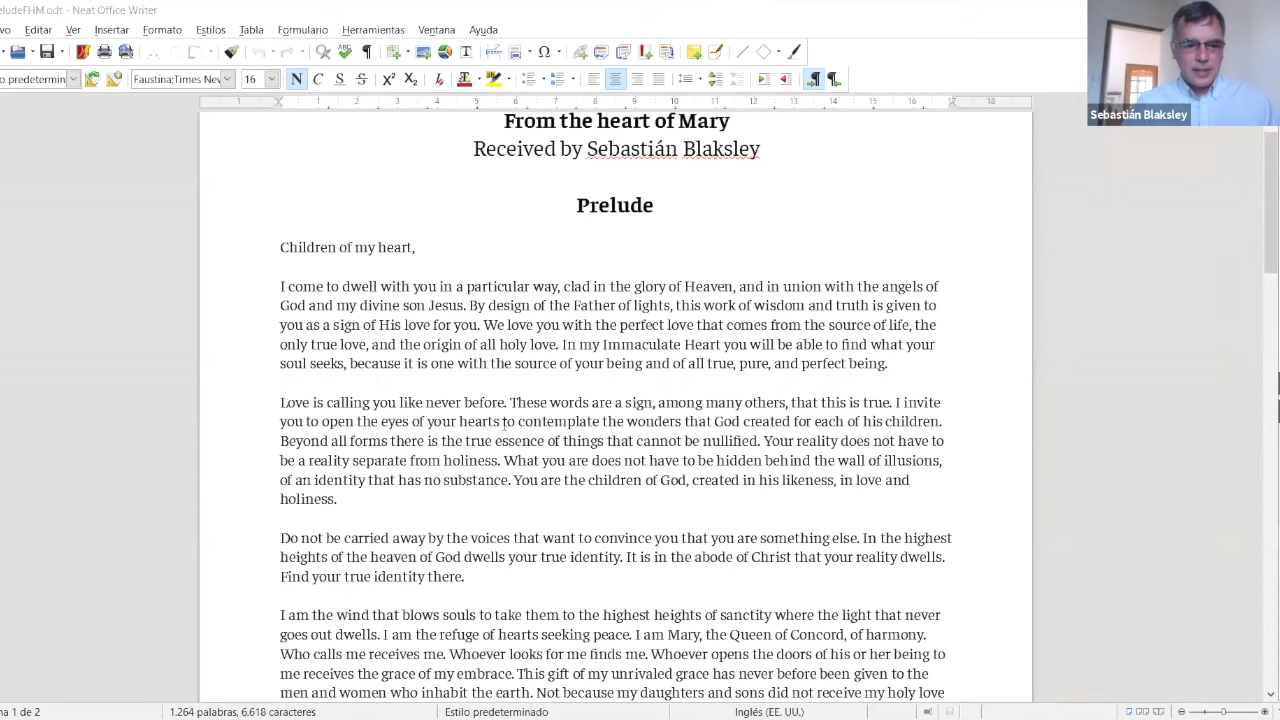 eludeFHM.odt - Neat Office Writer
vo Editar Ver Insertar Formato Estilos Tabla Formulario Herramientas Ventana Ayuda
o predetermin Faustina;Times New 16 N C S
1 1 2 3 4 5 6 7 8 9 10 11 12 13 14 15 16 18
Sebastián Blaksley
From the heart of Mary
Received by Sebastián Blaksley
Prelude
Children of my heart,
I come to dwell with you in a particular way, clad in the glory of Heaven, and in union with the angels of
God and my divine son Jesus. By design of the Father of lights, this work of wisdom and truth is given to
you as a sign of His love for you. We love you with the perfect love that comes from the source of life, the
only true love, and the origin of all holy love. In my Immaculate Heart you will be able to find what your
soul seeks, because it is one with the source of your being and of all true, pure, and perfect being.
Love is calling you like never before. These words are a sign, among many others, that this is true. I invite
you to open the eyes of your hearts to contemplate the wonders that God created for each of his children.
Beyond all forms there is the true essence of things that cannot be nullified. Your reality does not have to
be a reality separate from holiness. What you are does not have to be hidden behind the wall of illusions,
of an identity that has no substance. You are the children of God, created in his likeness, in love and
holiness.
Do not be carried away by the voices that want to convince you that you are something else. In the highest
heights of the heaven of God dwells your true identity. It is in the abode of Christ that your reality dwells.
Find your true identity there.
I am the wind that blows souls to take them to the highest heights of sanctity where the light that never
goes out dwells. I am the refuge of hearts seeking peace. I am Mary, the Queen of Concord, of harmony.
Who calls me receives me. Whoever looks for me finds me. Whoever opens the doors of his or her being to
me receives the grace of my embrace. This gift of my unrivaled grace has never before been given to the
men and women who inhabit the earth. Not because my daughters and sons did not receive my holy love
na 1 de 2 1.264 palabras, 6.618 caracteres Estilo predeterminado Inglés (EE. UU.)